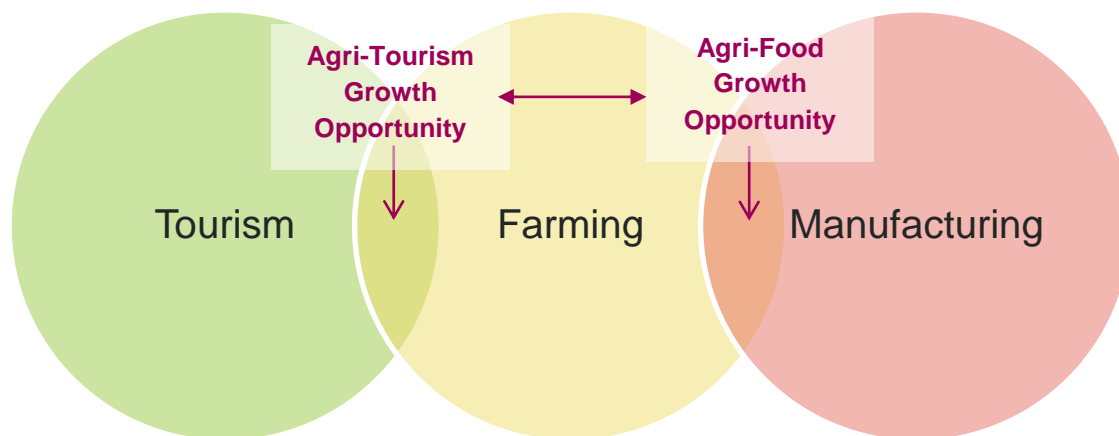 Agri-Tourism
Growth
Opportunity
Agri-Food
Growth
Opportunity
Tourism
Farming
Manufacturing